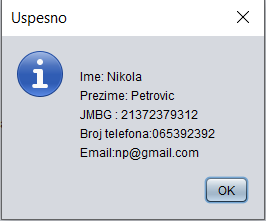 Uspesno
Ime: Nikola
Prezime: Petrovic
JMBG : 21372379312
Broj telefona:065392392
Email:np@gmail.com
OK